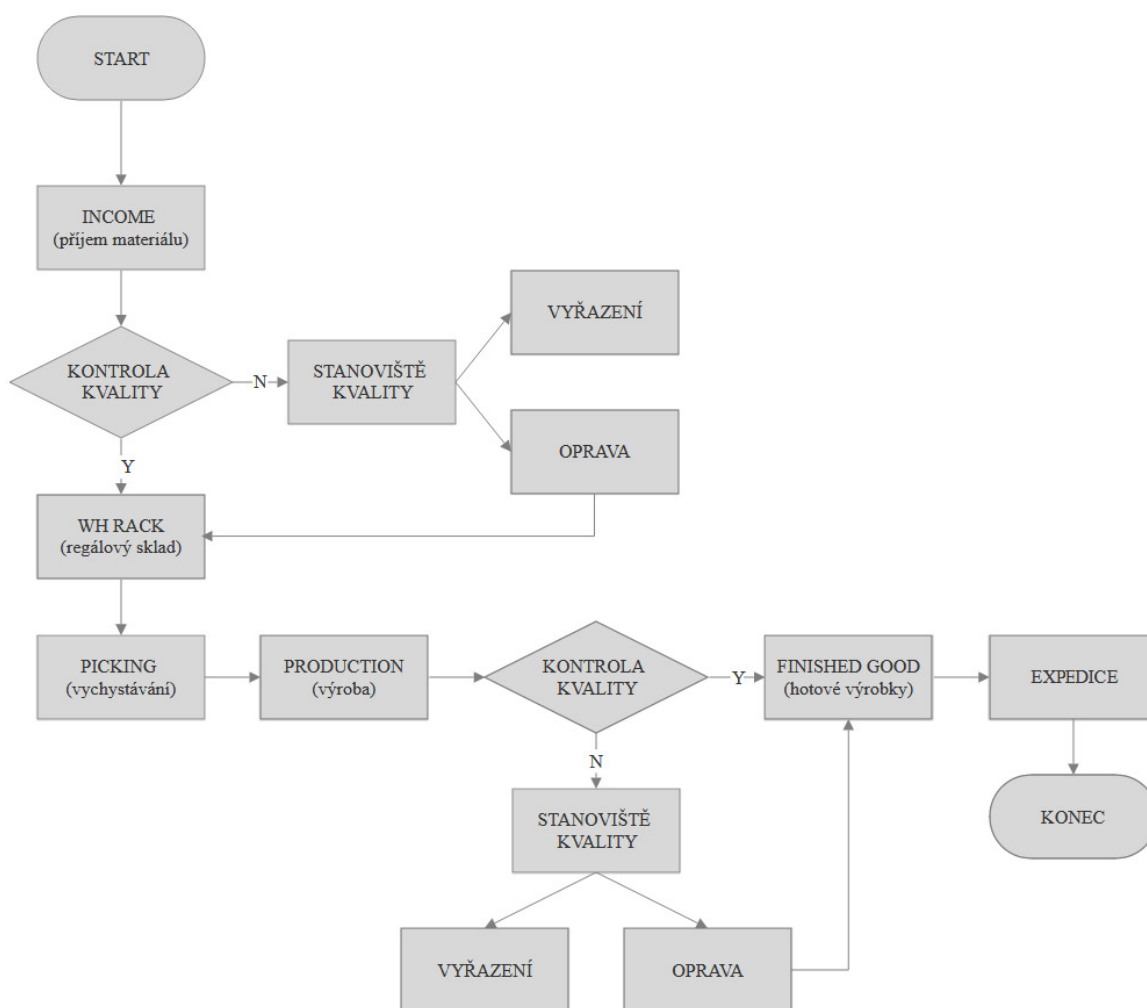 START
INCOME
(příjem materiálu)
VYŘAZENÍ
KONTROLA
KVALITY
N
STANOVIŠTĚ
KVALITY
OPRAVA
Y
WH RACK
(regálový sklad)
PICKING
(vychystávání)
PRODUCTION
(výroba)
KONTROLA
KVALITY
Y
FINISHED GOOD
(hotové výrobky)
EXPEDICE
N
STANOVIŠTĚ
KVALITY
KONEC
VYŘAZENÍ
OPRAVA